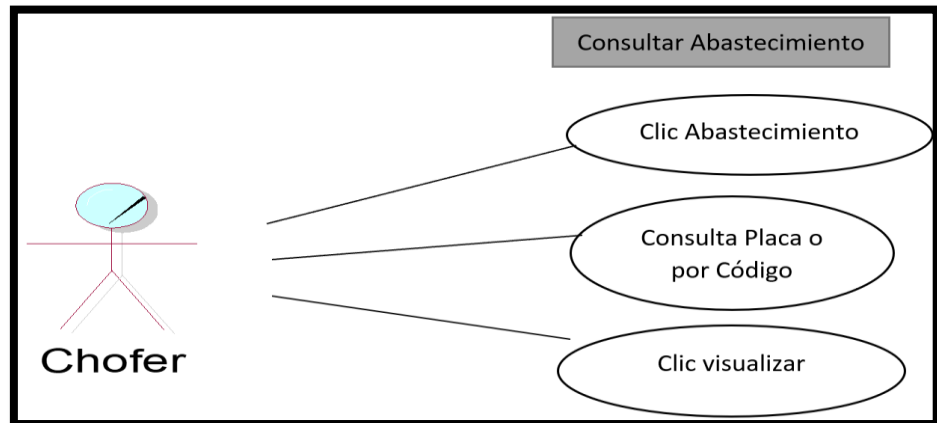 Consultar Abastecimiento
Clic Abastecimiento
Consulta Placa o
por Código
Clic visualizar
Chofer